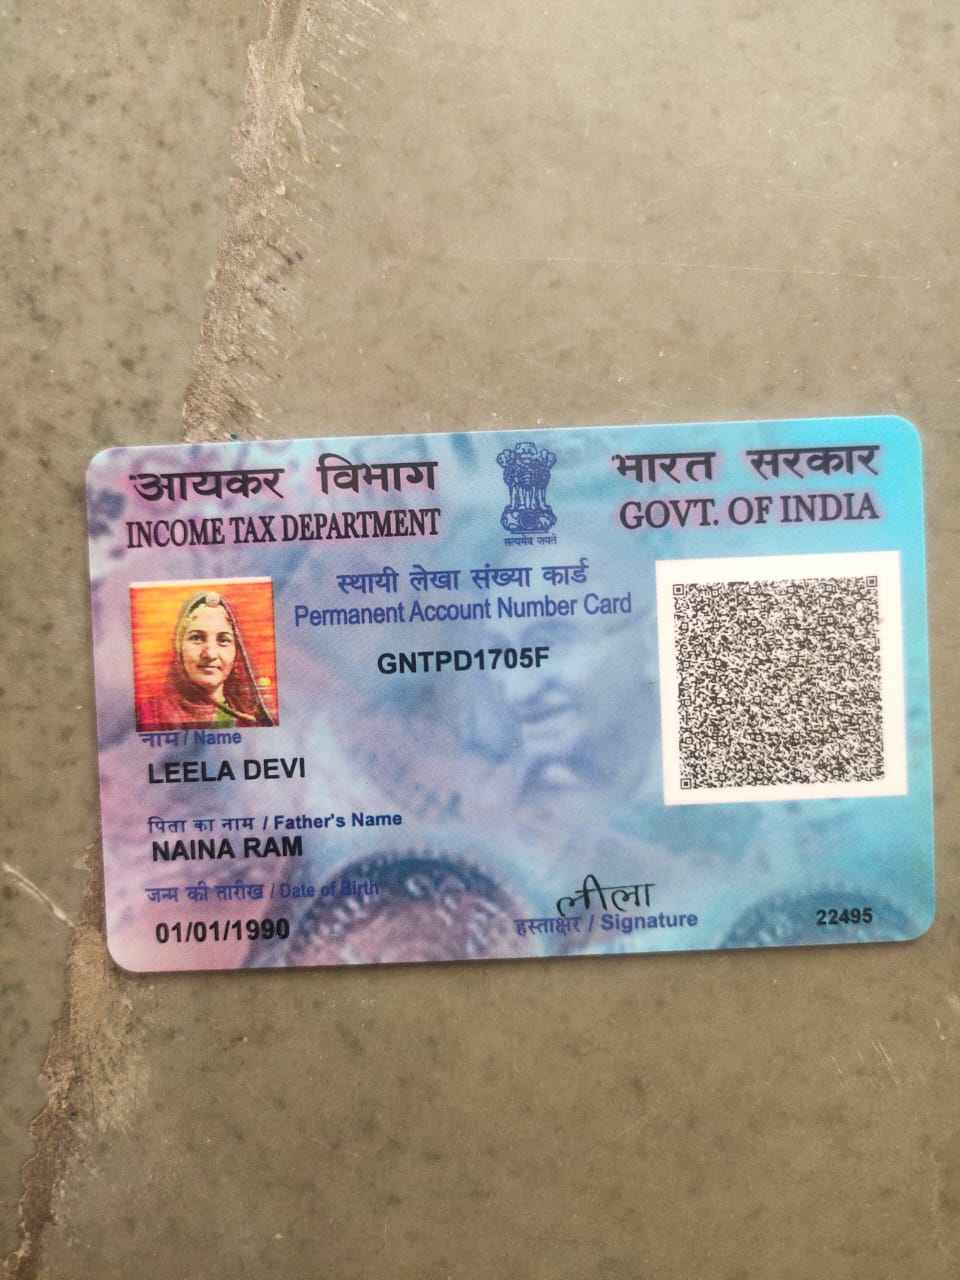 आयकर विभाग
INCOME TAX DEPARTMENT
भारत सरकार
GOVT. OF INDIA
सत्यमेव जयते
स्थायी लेखा संख्या कार्ड
Permanent Account Number Card
GNTPD1705F
नाम / Name
LEELA DEVI
पिता का नाम / Father's Name
NAINA RAM
जन्म की तारीख / Date of Birth
01/01/1990
लीला
हस्ताक्षर / Signature
22495